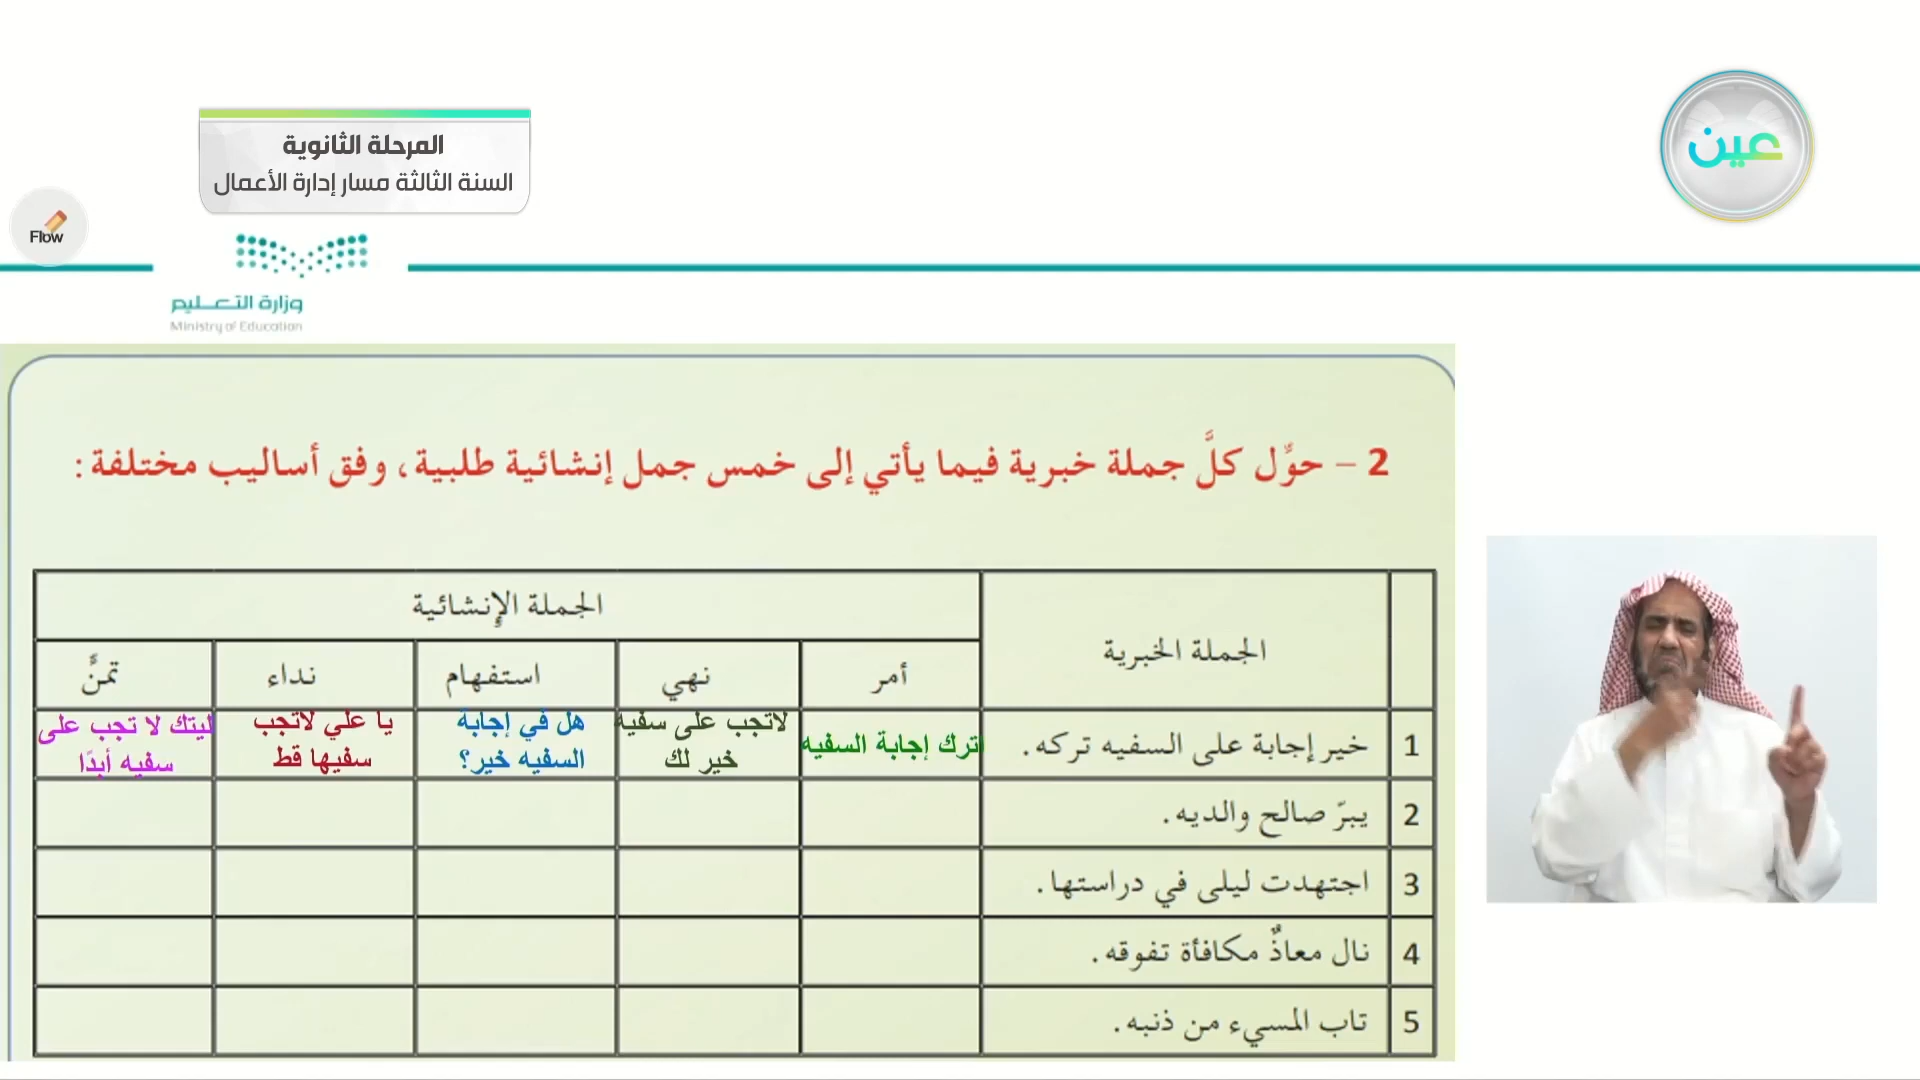 المرحلة الثانوية
السنة الثالثة مسار إدارة الأعمال
عين
Flow
وزارة التعليم
Ministry of Education
2 – حوِّل كلَّ جملة خبرية فيما يأتي إلى خمس جمل إنشائية طلبية، وفق أساليب مختلفة:
الجملة الخبرية
الجملة الإنشائية
أمر
نهي
استفهام
نداء
تمنٍّ
1
خير إجابة على السفيه تركه.
اترك إجابة السفيه
لاتجب على سفيه
خير لك
هل في إجابة
السفيه خير؟
يا علي لاتجب
سفيها قط
ليتك لا تجب على
سفيه أبدًا
2
يبرّ صالح والديه.
3
اجتهدت ليلى في دراستها.
4
نال معاذٌ مكافأة تفوقه.
5
تاب المسيء من ذنبه.